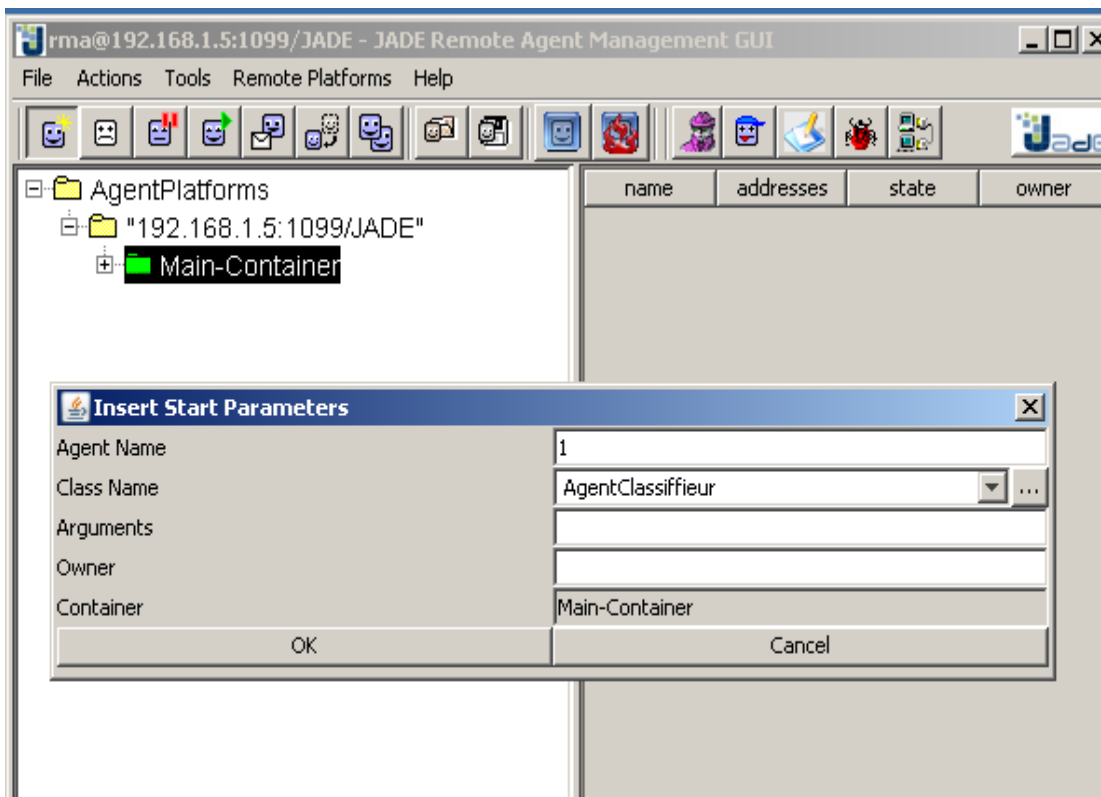 rma@192.168.1.5:1099/JADE - JADE Remote Agent Management GUI
File Actions Tools Remote Platforms Help
Jade
AgentPlatforms
name addresses state owner
"192.168.1.5:1099/JADE"
Main-Container
Insert Start Parameters
Agent Name 1
Class Name AgentClassiffieur ...
Arguments
Owner
Container Main-Container
OK Cancel